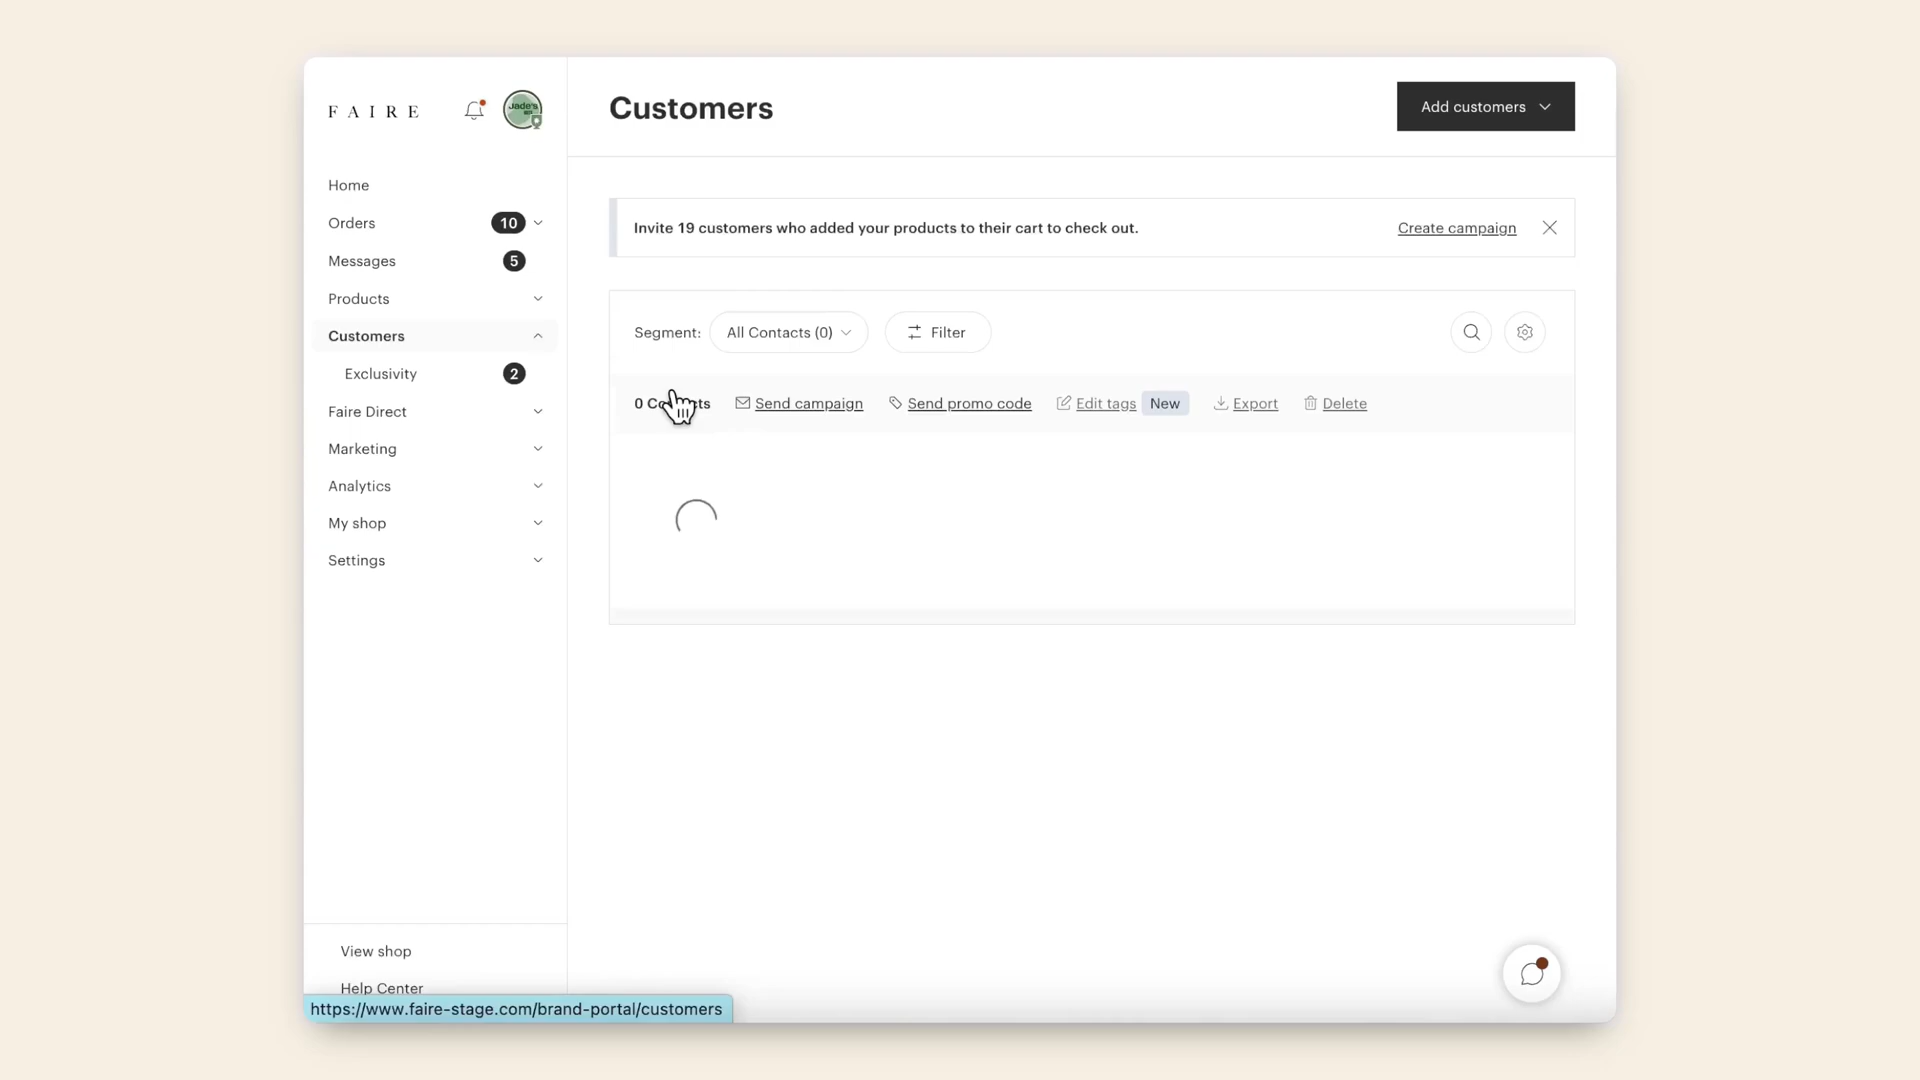 FAIRE
Jade's
Home
Orders 10
Messages 5
Products
Customers
Exclusivity 2
Faire Direct
Marketing
Analytics
My shop
Settings
View shop
Help Center
https://www.faire-stage.com/brand-portal/customers
Customers
Add customers
Invite 19 customers who added your products to their cart to check out.
Create campaign
Segment: All Contacts (0) Filter
0 Contacts Send campaign Send promo code Edit tags New Export Delete